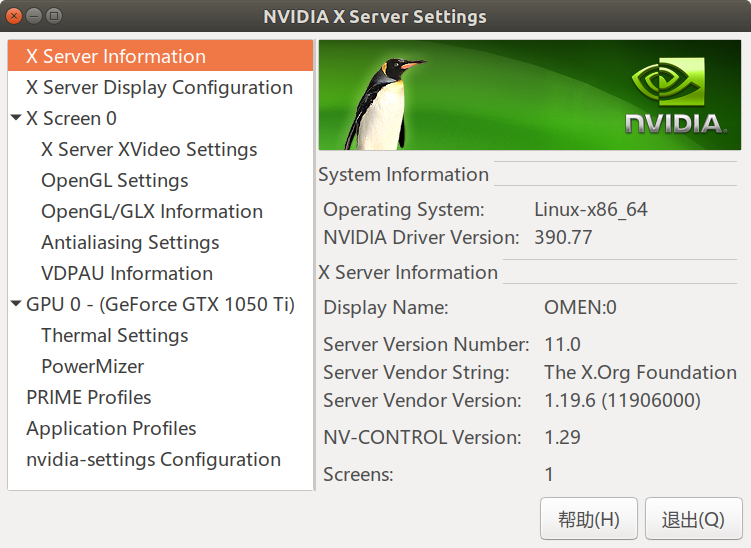 NVIDIA X Server Settings
X Server Information
X Server Display Configuration
X Screen 0
X Server XVideo Settings
OpenGL Settings
OpenGL/GLX Information
Antialiasing Settings
VDPAU Information
GPU 0 - (GeForce GTX 1050 Ti)
Thermal Settings
PowerMizer
PRIME Profiles
Application Profiles
nvidia-settings Configuration
NVIDIA.
System Information
Operating System: Linux-x86_64
NVIDIA Driver Version: 390.77
X Server Information
Display Name: OMEN:0
Server Version Number: 11.0
Server Vendor String: The X.Org Foundation
Server Vendor Version: 1.19.6 (11906000)
NV-CONTROL Version: 1.29
Screens: 1
帮助(H) 退出(Q)